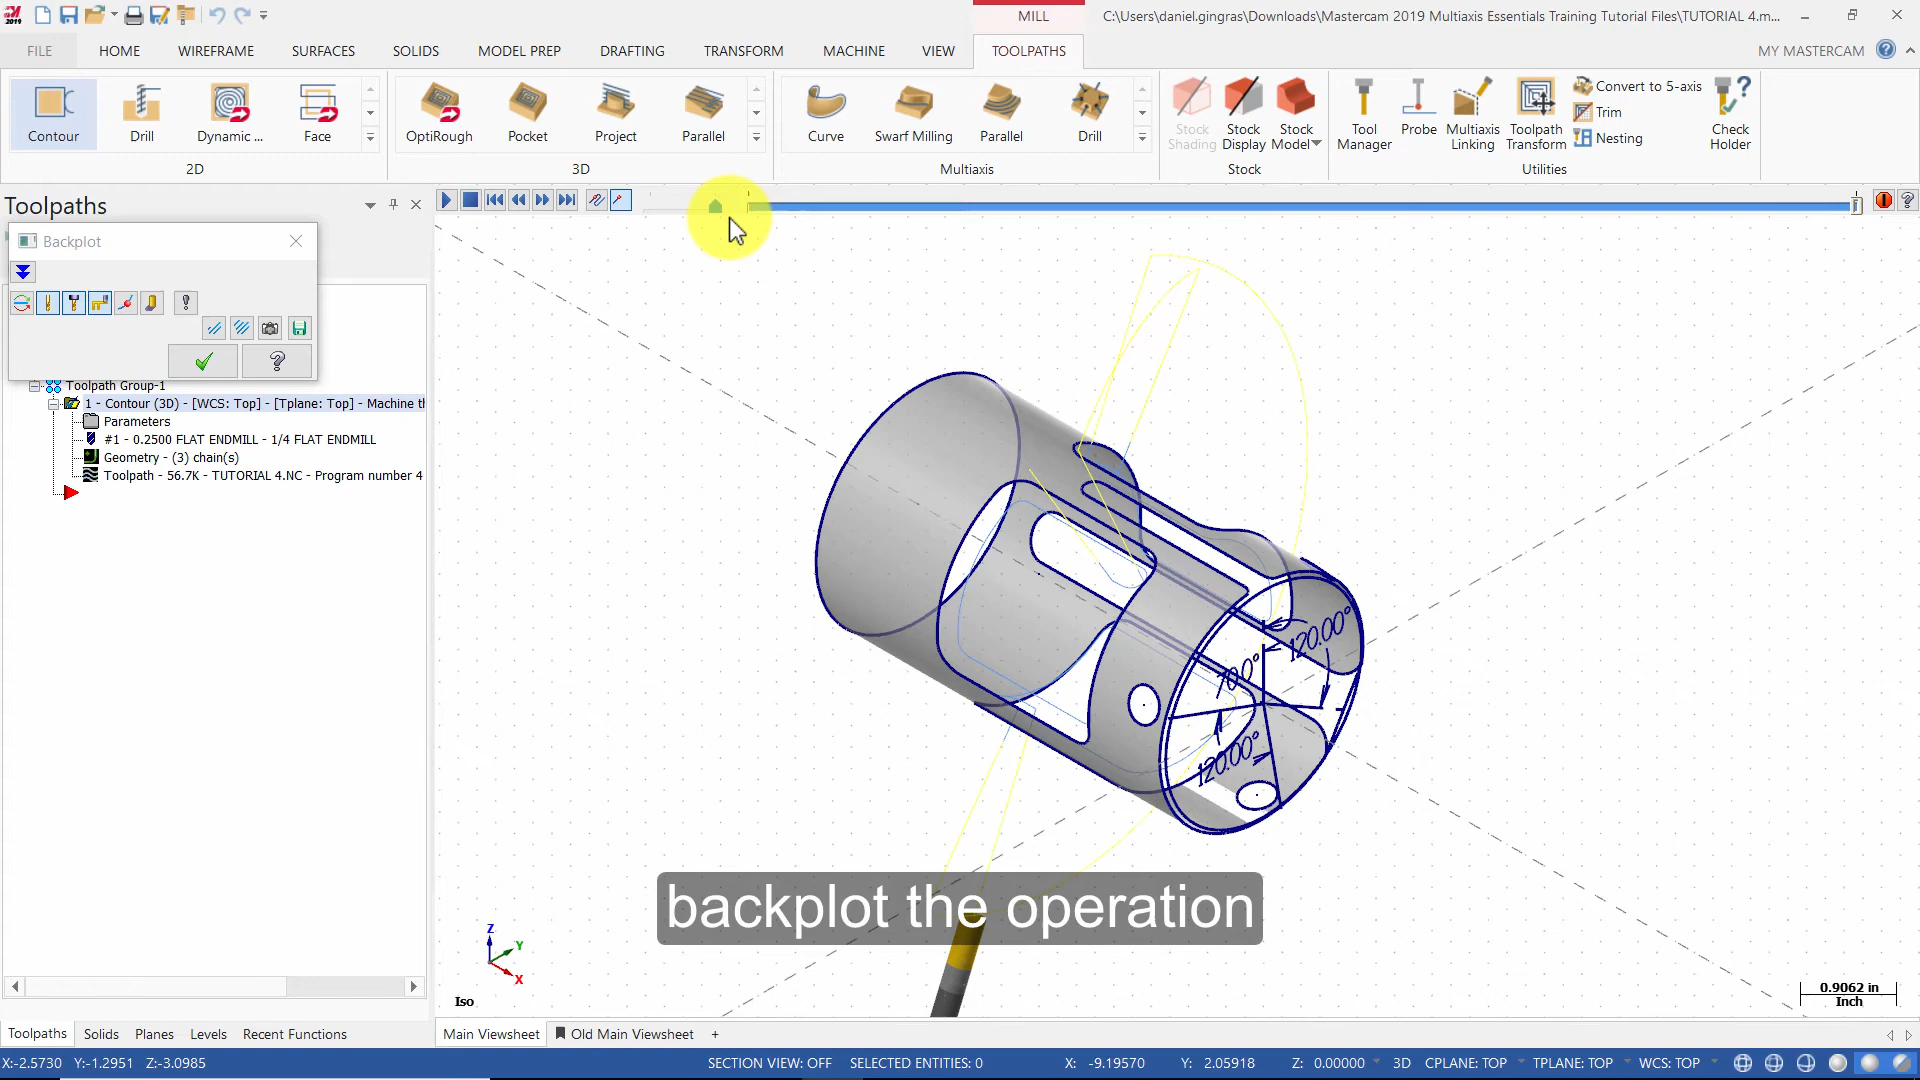 2019
MILL
C:\Users\daniel.gingras\Downloads\Mastercam 2019 Multiaxis Essentials Training Tutorial Files\TUTORIAL 4.m...
FILE HOME WIREFRAME SURFACES SOLIDS MODEL PREP DRAFTING TRANSFORM MACHINE VIEW TOOLPATHS MY MASTERCAM
Contour Drill Dynamic ... Face
2D
OptiRough Pocket Project Parallel
3D
Curve Swarf Milling Parallel Drill
Multiaxis
Stock Shading
Stock Display
Stock Model
Stock
Tool Manager
Probe
Multiaxis Linking
Toolpath Transform
Convert to 5-axis
Trim
Nesting
Utilities
Check Holder
Toolpaths
Backplot
Toolpath Group-1
1 - Contour (3D) - [WCS: Top] - [Tplane: Top] - Machine th
Parameters
#1 - 0.2500 FLAT ENDMILL - 1/4 FLAT ENDMILL
Geometry - (3) chain(s)
Toolpath - 56.7K - TUTORIAL 4.NC - Program number 4
120.00°
70.0°
120.00°
backplot the operation
Z
Y
X
Iso
0.9062 in
Inch
Toolpaths Solids Planes Levels Recent Functions
Main Viewsheet Old Main Viewsheet +
X:-2.5730 Y:-1.2951 Z:-3.0985
SECTION VIEW: OFF SELECTED ENTITIES: 0 X: -9.19570 Y: 2.05918 Z: 0.00000 3D CPLANE: TOP TPLANE: TOP WCS: TOP